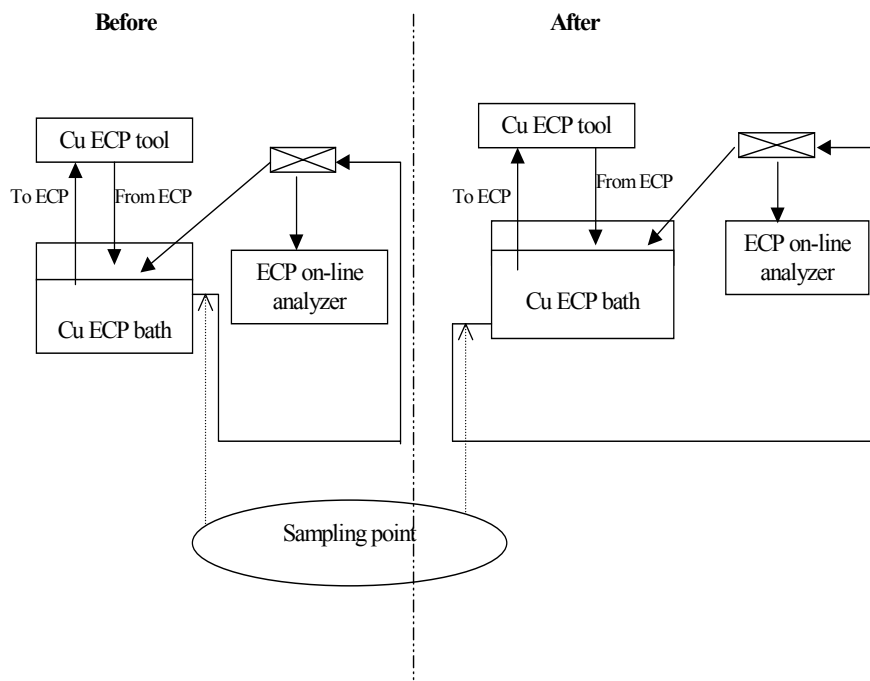 Before
Cu ECP tool
To ECP
From ECP
ECP on-line
analyzer
Cu ECP bath
After
Cu ECP tool
To ECP
From ECP
ECP on-line
analyzer
Cu ECP bath
Sampling point